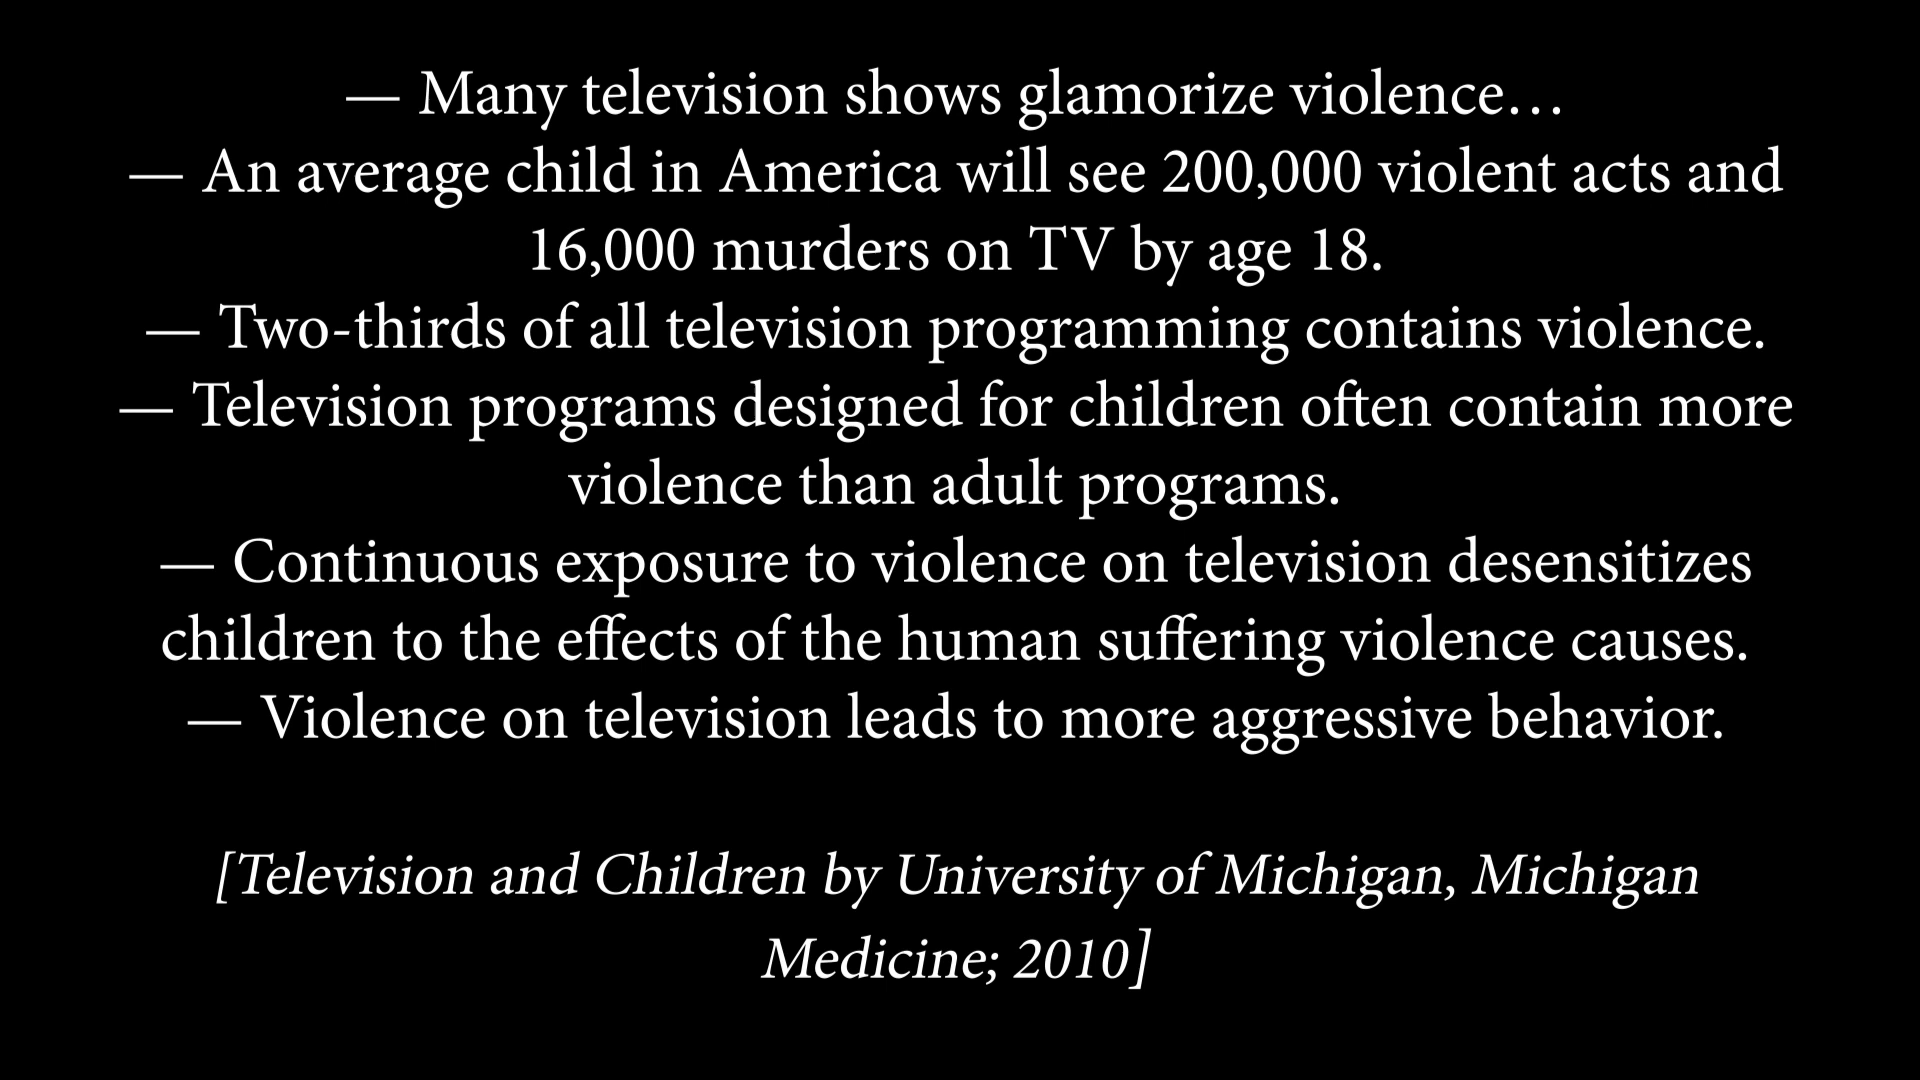 — Many television shows glamorize violence…
— An average child in America will see 200,000 violent acts and
16,000 murders on TV by age 18.
— Two-thirds of all television programming contains violence.
— Television programs designed for children often contain more
violence than adult programs.
— Continuous exposure to violence on television desensitizes
children to the effects of the human suffering violence causes.
— Violence on television leads to more aggressive behavior.
[Television and Children by University of Michigan, Michigan
Medicine; 2010]